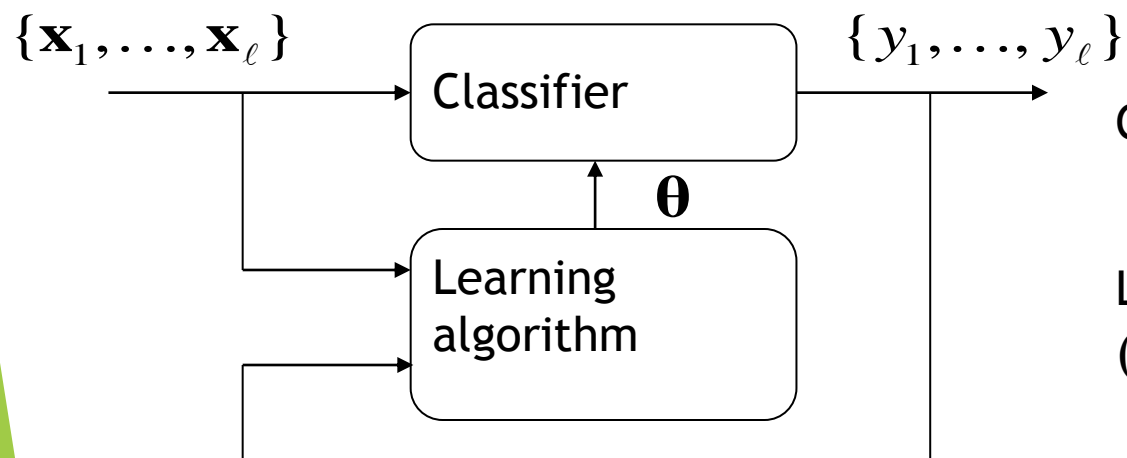 {𝐱₁,...,𝐱_ℓ}
{y₁,..., y_ℓ}
Classifier
𝛉
Learning
algorithm
(